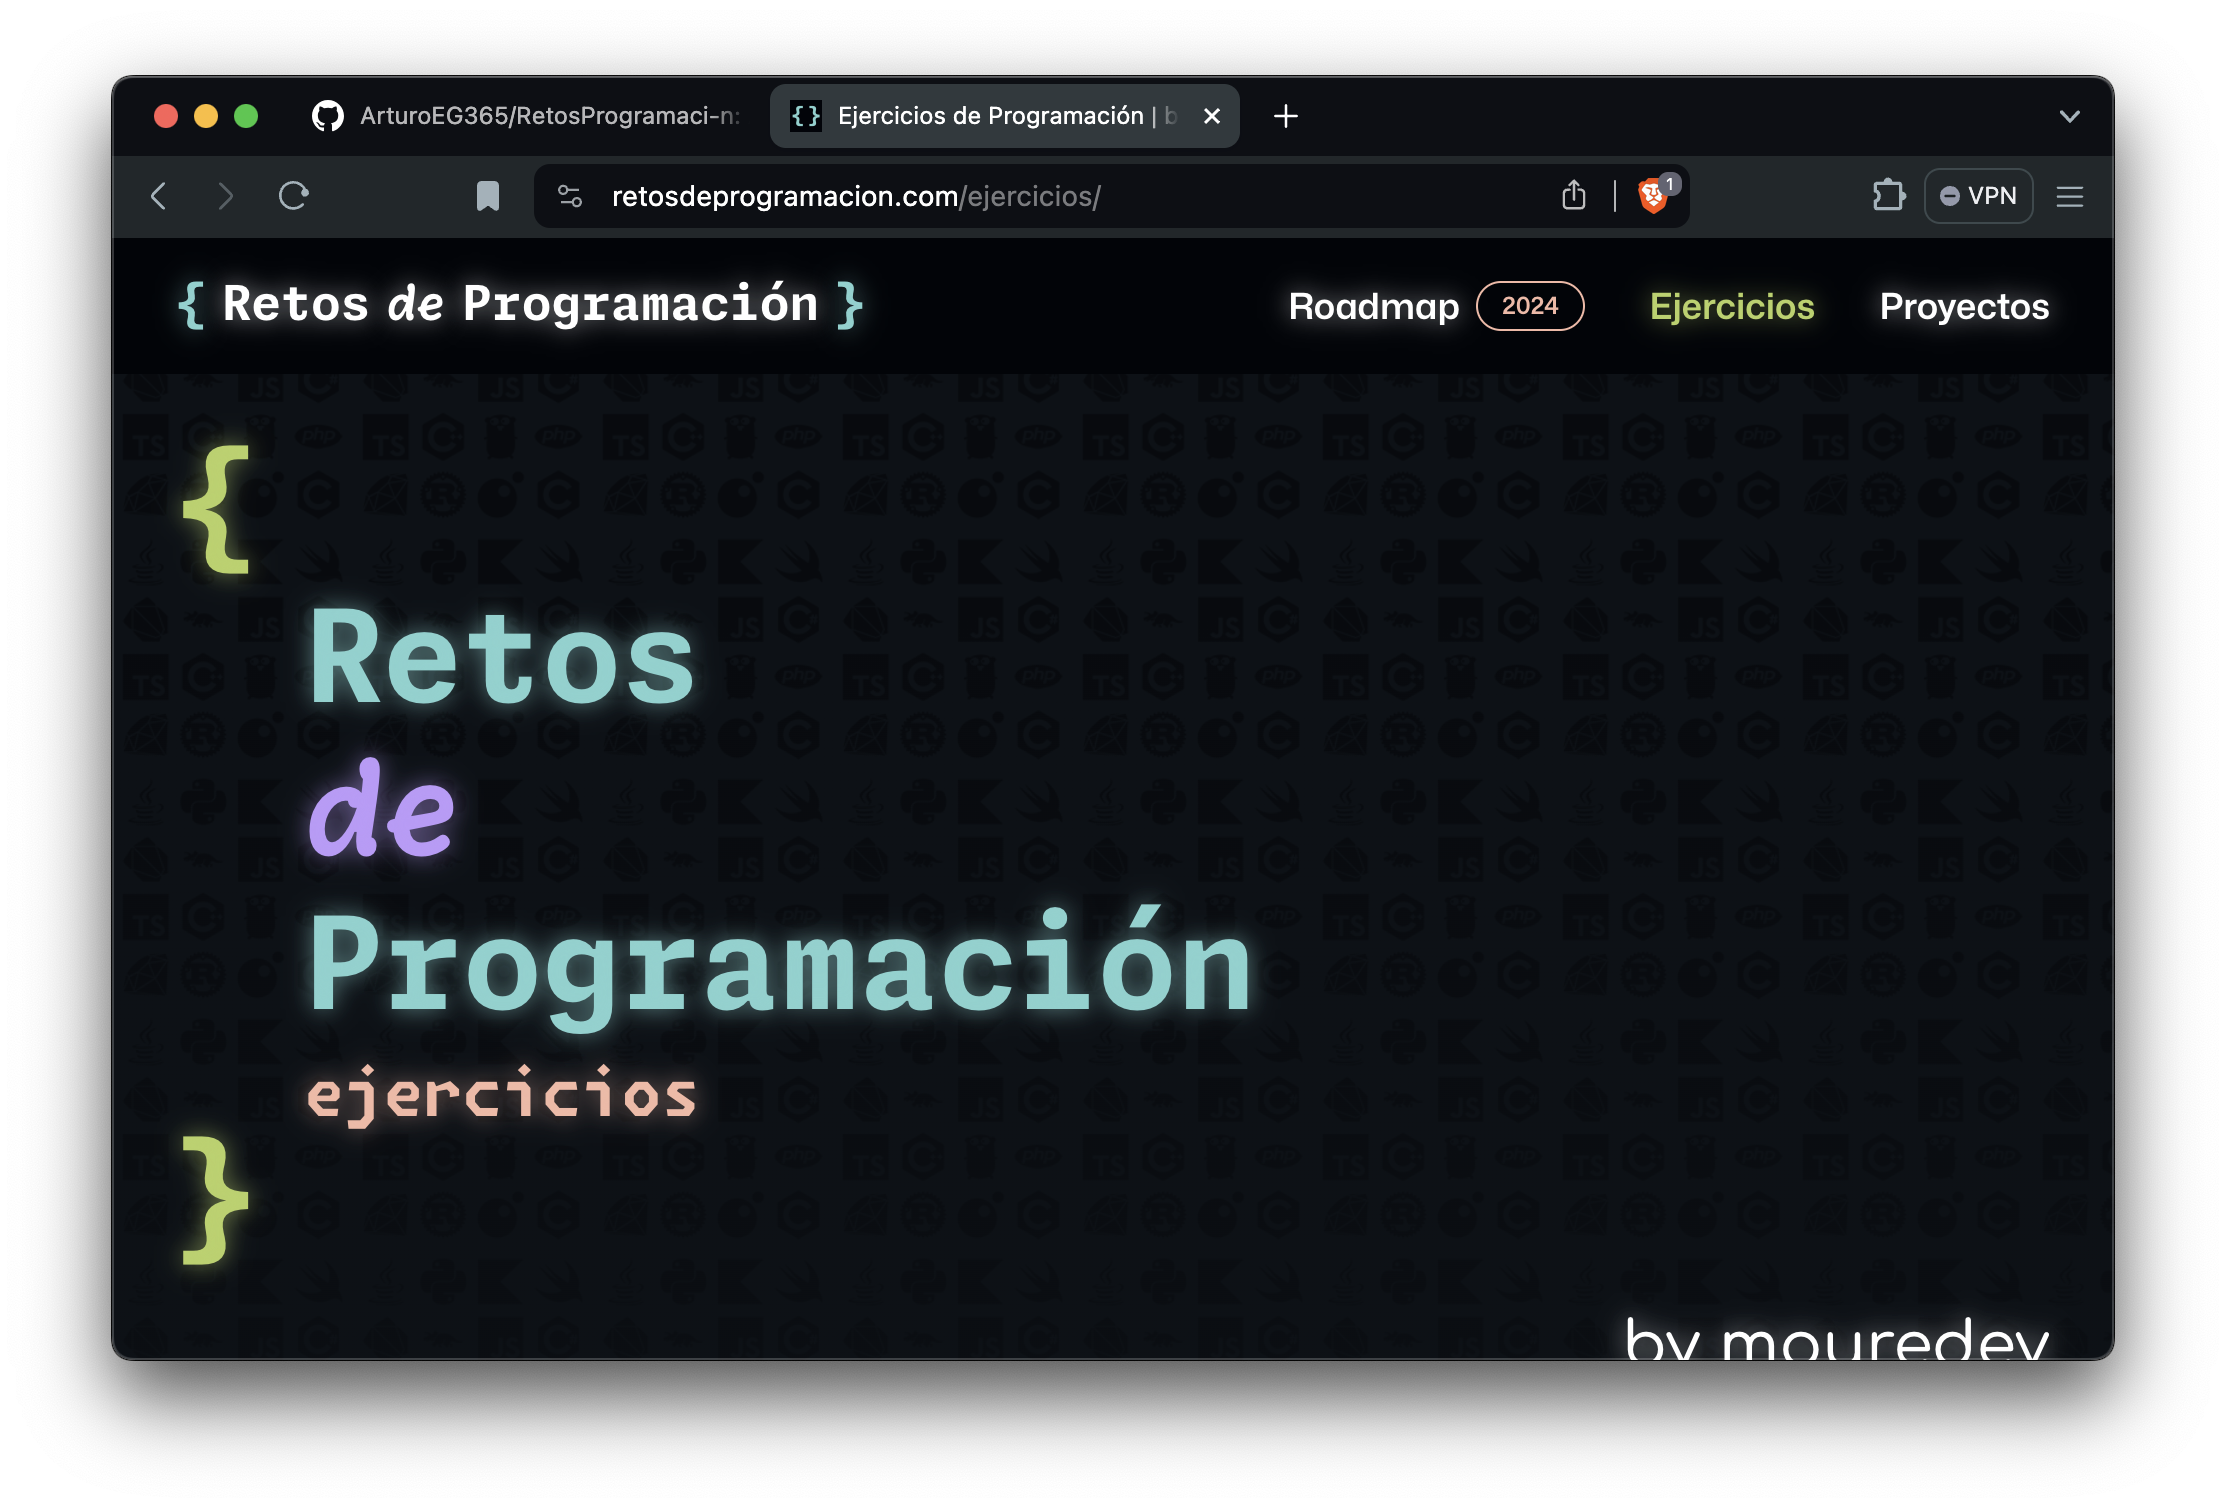 ArturoEG365/RetosProgramaci-n:
{} Ejercicios de Programación | b
retosdeprogramacion.com/ejercicios/
1
VPN
{ Retos de Programación }
Roadmap 2024 Ejercicios Proyectos
{
Retos
de
Programación
ejercicios
}
by mouredev